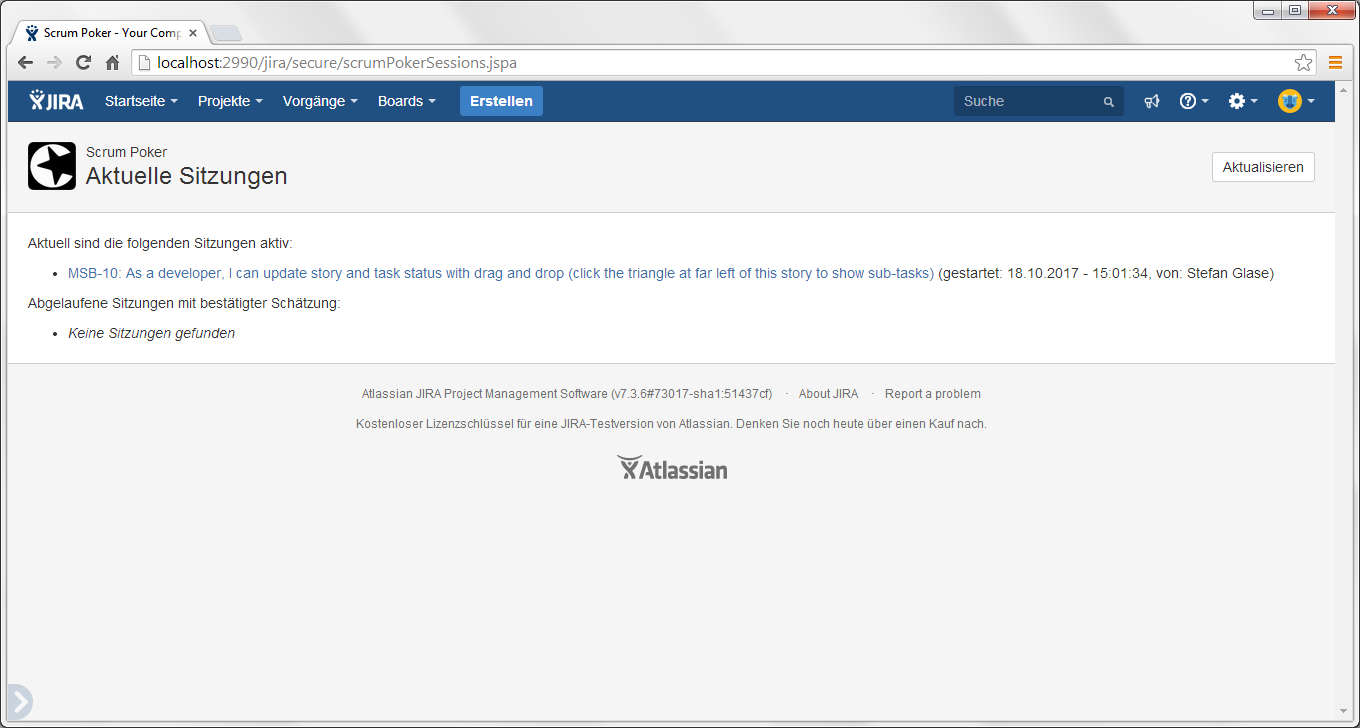 Scrum Poker - Your Comp
localhost:2990/jira/secure/scrumPokerSessions.jspa
JIRA Startseite Projekte Vorgänge Boards Erstellen Suche
Scrum Poker
Aktuelle Sitzungen
Aktualisieren
Aktuell sind die folgenden Sitzungen aktiv:
• MSB-10: As a developer, I can update story and task status with drag and drop (click the triangle at far left of this story to show sub-tasks) (gestartet: 18.10.2017 - 15:01:34, von: Stefan Glase)
Abgelaufene Sitzungen mit bestätigter Schätzung:
• Keine Sitzungen gefunden
Atlassian JIRA Project Management Software (v7.3.6#73017-sha1:51437cf) · About JIRA · Report a problem
Kostenloser Lizenzschlüssel für eine JIRA-Testversion von Atlassian. Denken Sie noch heute über einen Kauf nach.
Atlassian